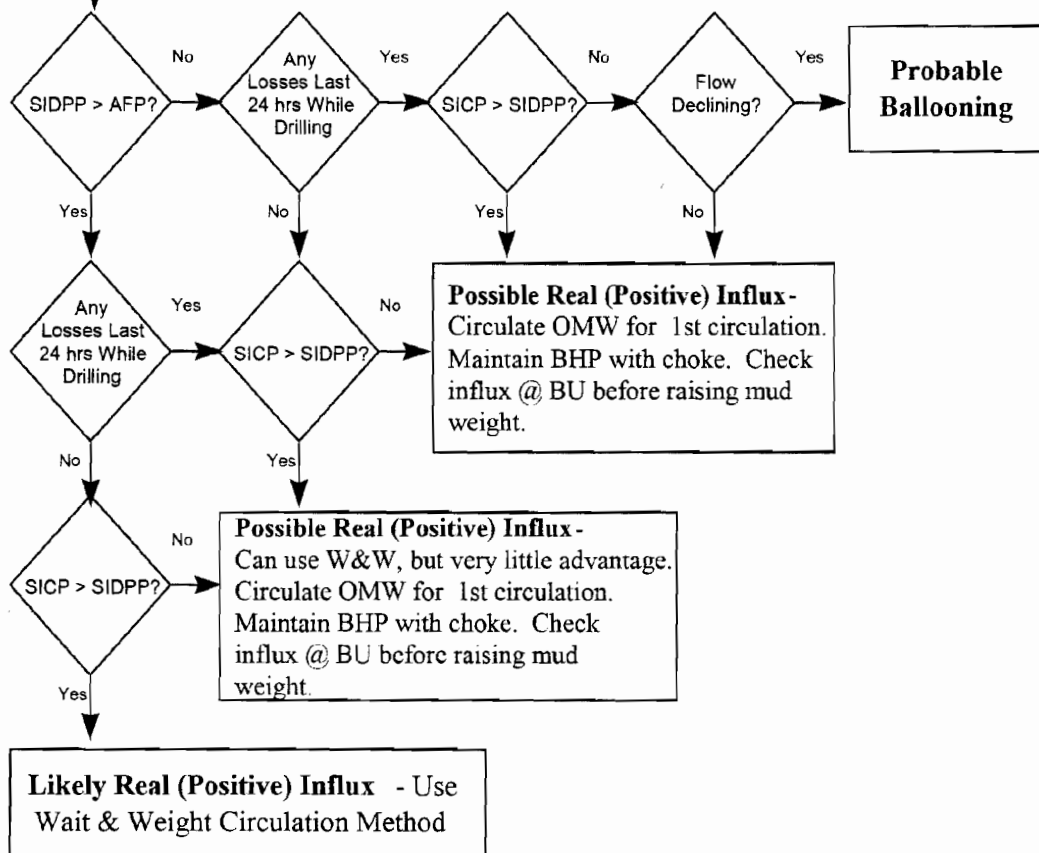 SIDPP > AFP?
No
Any
Losses Last
24 hrs While
Drilling
Yes
SICP > SIDPP?
No
Flow
Declining?
Yes
Probable
Ballooning
Yes
No
Yes
No
Any
Losses Last
24 hrs While
Drilling
Yes
SICP > SIDPP?
No
Possible Real (Positive) Influx-
Circulate OMW for 1st circulation.
Maintain BHP with choke. Check
influx @ BU before raising mud
weight.
No
Yes
SICP > SIDPP?
No
Possible Real (Positive) Influx-
Can use W&W, but very little advantage.
Circulate OMW for 1st circulation.
Maintain BHP with choke. Check
influx @ BU before raising mud
weight.
Yes
Likely Real (Positive) Influx - Use
Wait & Weight Circulation Method